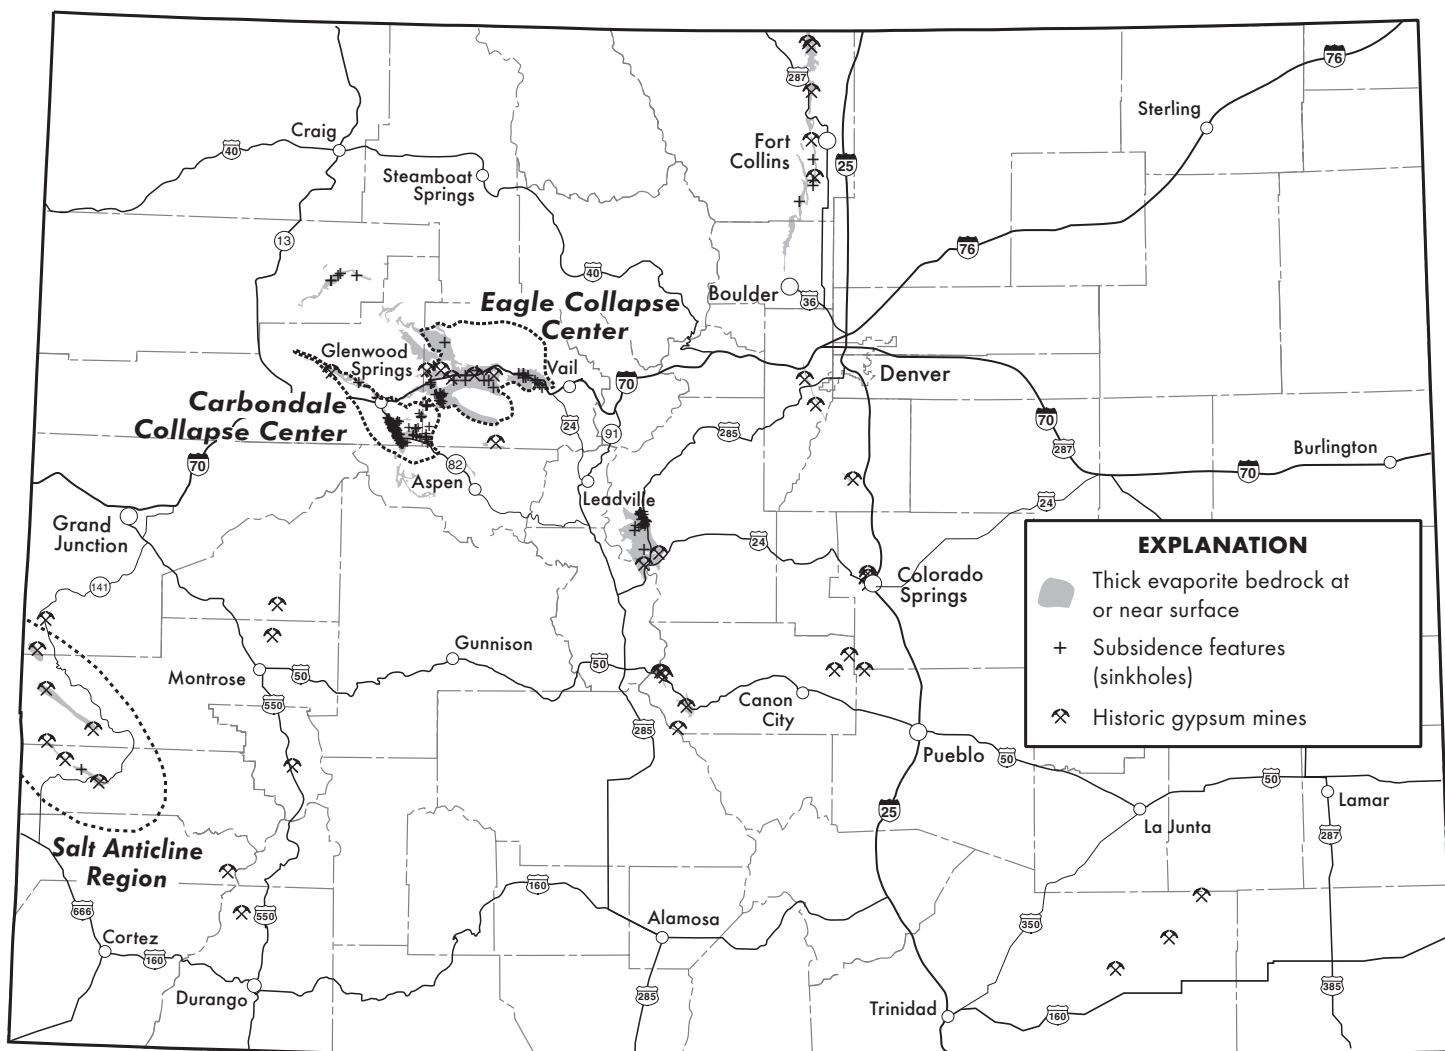 76
287
Sterling
Craig
Fort
Collins
40
25
Steamboat
Springs
13
76
40
Eagle Collapse
Center
Boulder
36
Glenwood
Springs
Vail
70
Denver
Carbondale
Collapse Center
24
91
285
70
287
Burlington
70
82
Aspen
70
Leadville
24
Grand
Junction
24
EXPLANATION
Thick evaporite bedrock at
or near surface
Subsidence features
(sinkholes)
Historic gypsum mines
Colorado
Springs
141
Gunnison
50
Montrose
50
550
Canon
City
285
Pueblo
50
50
25
Lamar
La Junta
287
Salt Anticline
Region
160
666
550
350
Alamosa
Cortez
160
Durango
285
385
Trinidad
160